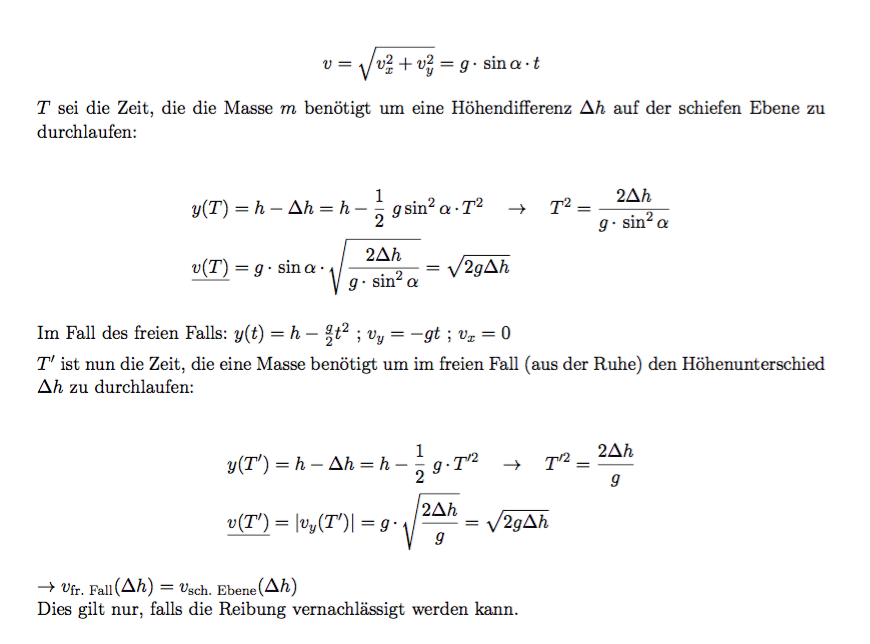 v = √(v_x² + v_y²) = g · sin α · t
T sei die Zeit, die die Masse m benötigt um eine Höhendifferenz Δh auf der schiefen Ebene zu
durchlaufen:
y(T) = h − Δh = h − 1/2 g sin² α · T² → T² = 2Δh / (g · sin² α)
v(T) = g · sin α · √(2Δh / (g · sin² α)) = √(2gΔh)
Im Fall des freien Falls: y(t) = h − g/2 t² ; v_y = −gt ; v_x = 0
T′ ist nun die Zeit, die eine Masse benötigt um im freien Fall (aus der Ruhe) den Höhenunterschied
Δh zu durchlaufen:
y(T′) = h − Δh = h − 1/2 g · T′² → T′² = 2Δh / g
v(T′) = |v_y(T′)| = g · √(2Δh / g) = √(2gΔh)
→ v_fr. Fall(Δh) = v_sch. Ebene(Δh)
Dies gilt nur, falls die Reibung vernachlässigt werden kann.